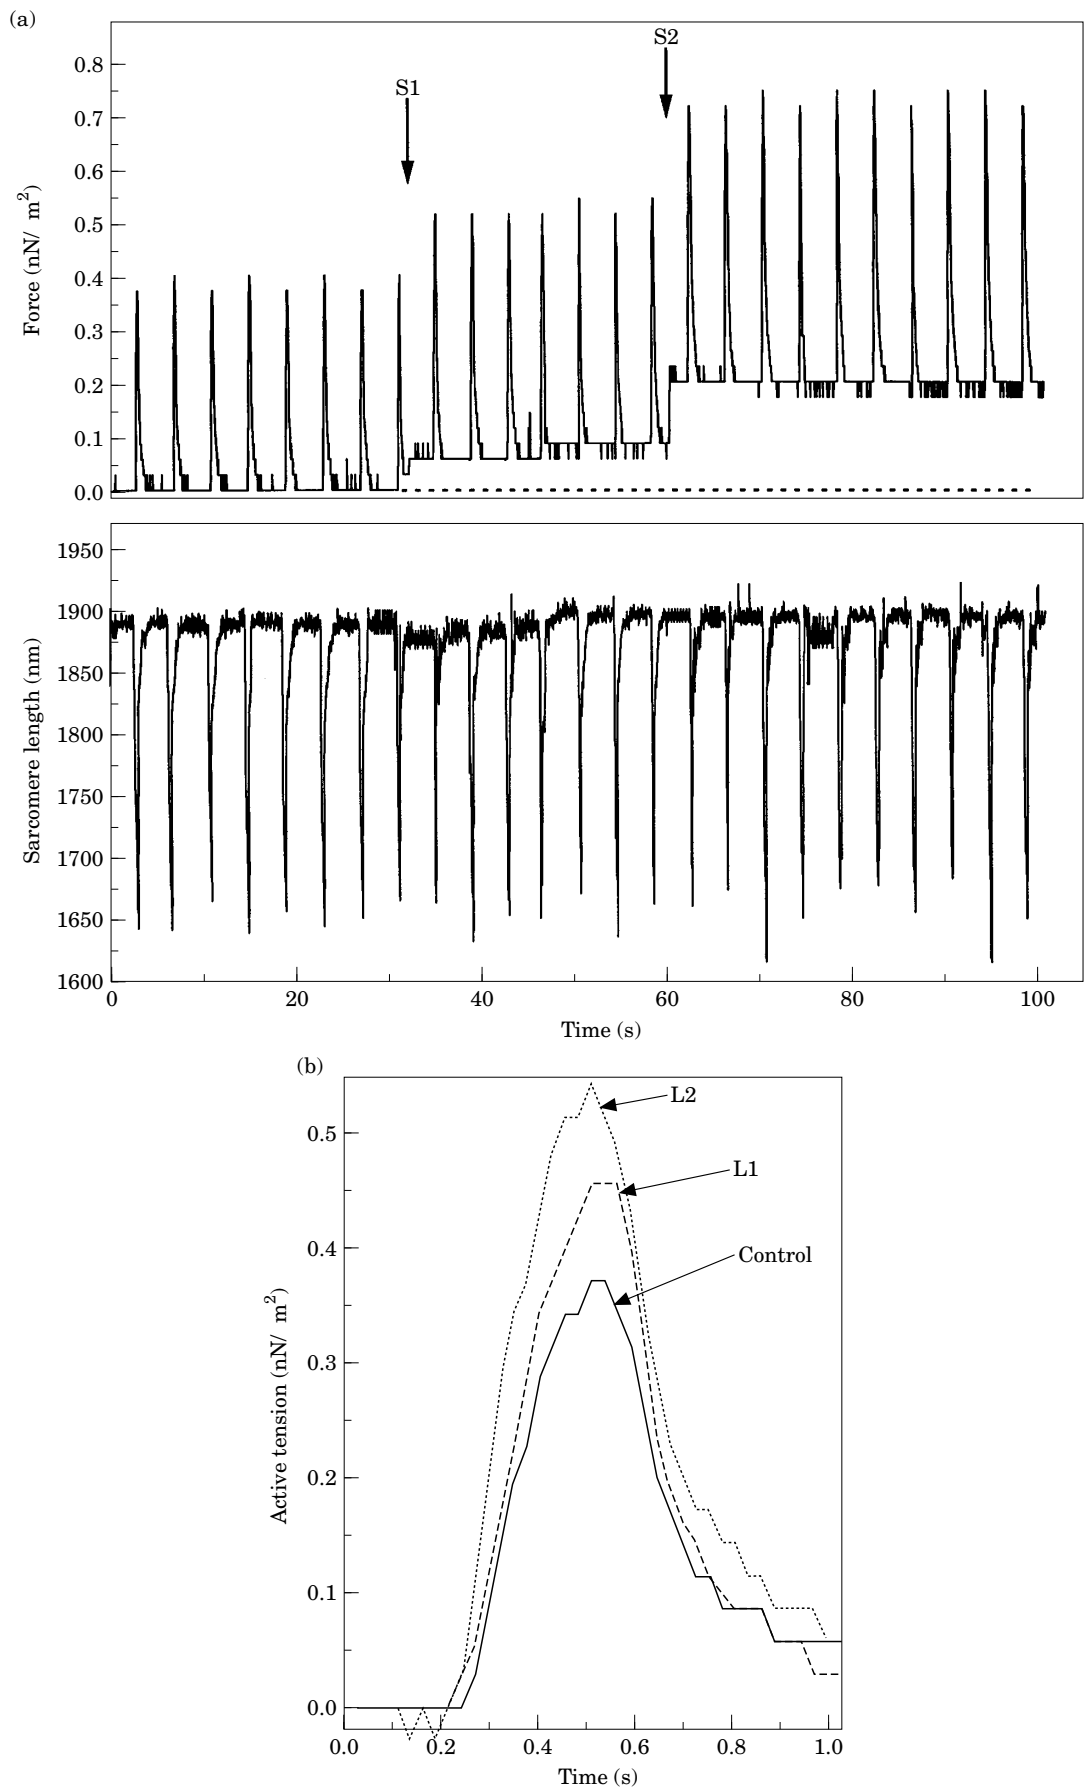 (a)
S1
S2
0.8
0.7
0.6
0.5
0.4
0.3
0.2
0.1
0.0
Force (nN/ m²)
1950
1900
1850
1800
1750
1700
1650
1600
Sarcomere length (nm)
0 20 40 60 80 100
Time (s)
(b)
L2
L1
Control
0.5
0.4
0.3
0.2
0.1
0.0
Active tension (nN/ m²)
0.0 0.2 0.4 0.6 0.8 1.0
Time (s)